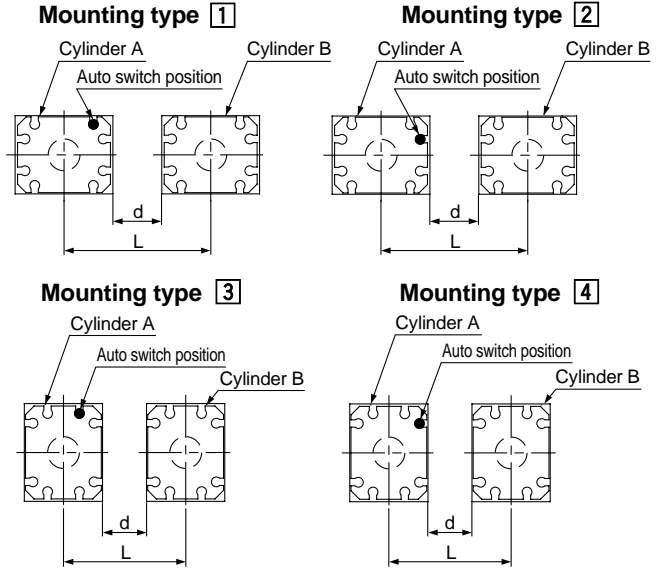 Mounting type 1
Cylinder A
Cylinder B
Auto switch position
d
L
Mounting type 2
Cylinder A
Cylinder B
Auto switch position
d
L
Mounting type 3
Cylinder A
Auto switch position
Cylinder B
d
L
Mounting type 4
Cylinder A
Auto switch position
Cylinder B
d
L